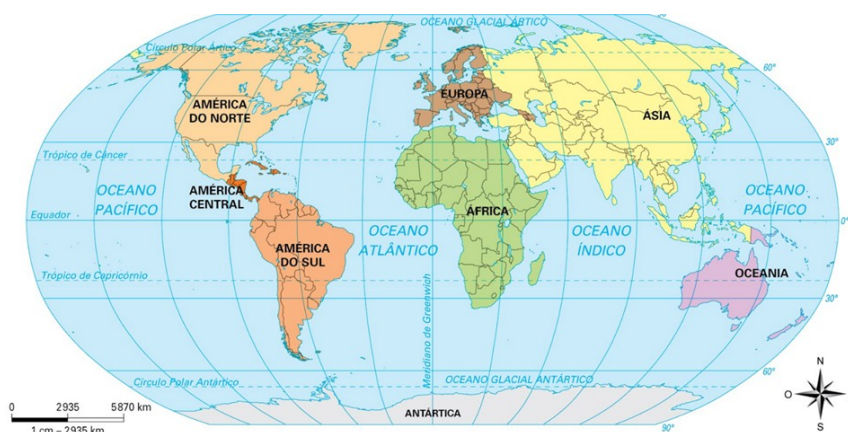 OCEANO GLACIAL ÁRTICO
Círculo Polar Ártico
60°
EUROPA
AMÉRICA
DO NORTE
ÁSIA
30°
Trópico de Câncer
OCEANO
PACÍFICO
AMÉRICA
CENTRAL
OCEANO
PACÍFICO
ÁFRICA
Equador
0°
OCEANO
ATLÂNTICO
OCEANO
ÍNDICO
AMÉRICA
DO SUL
Trópico de Capricórnio
OCEANIA
30°
Meridiano de Greenwich
60°
Círculo Polar Antártico
OCEANO GLACIAL ANTÁRTICO
N
O
S
0 2935 5870 km
1 cm – 2935 km
ANTÁRTICA
90°